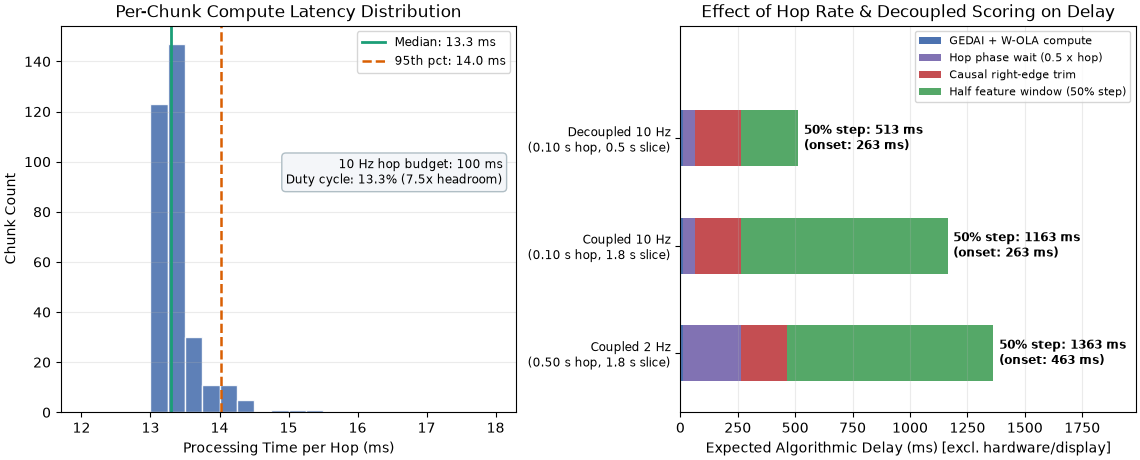 Per-Chunk Compute Latency Distribution
Chunk Count
140
120
100
80
60
40
20
0
Median: 13.3 ms
95th pct: 14.0 ms
10 Hz hop budget: 100 ms
Duty cycle: 13.3% (7.5x headroom)
12
13
14
15
16
17
18
Processing Time per Hop (ms)
Effect of Hop Rate & Decoupled Scoring on Delay
GEDAI + W-OLA compute
Hop phase wait (0.5 x hop)
Causal right-edge trim
Half feature window (50% step)
Decoupled 10 Hz
(0.10 s hop, 0.5 s slice)
50% step: 513 ms
(onset: 263 ms)
Coupled 10 Hz
(0.10 s hop, 1.8 s slice)
50% step: 1163 ms
(onset: 263 ms)
Coupled 2 Hz
(0.50 s hop, 1.8 s slice)
50% step: 1363 ms
(onset: 463 ms)
0
250
500
750
1000
1250
1500
1750
Expected Algorithmic Delay (ms) [excl. hardware/display]